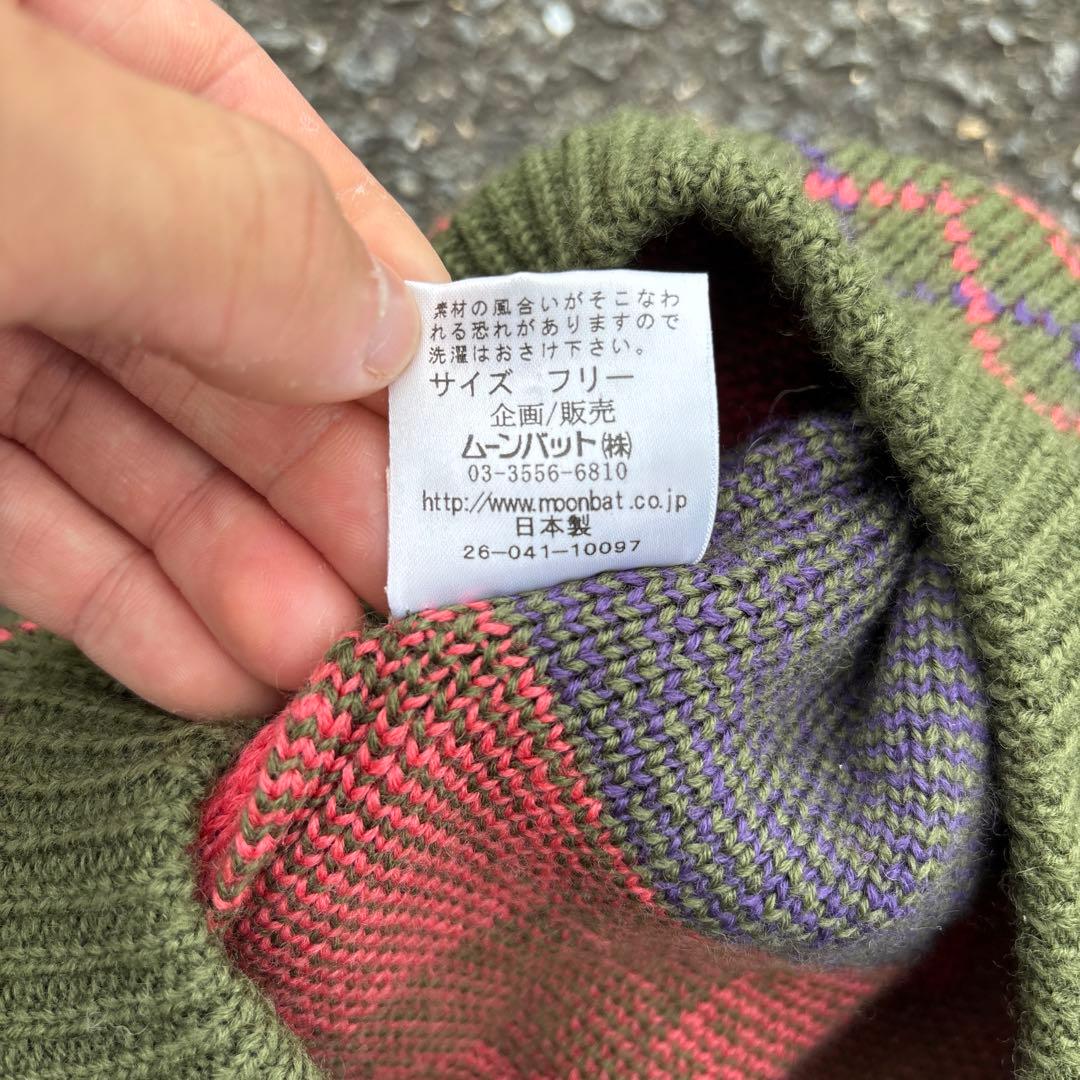 素材の風合いがそこなわ
れる恐れがありますので
洗濯はおさけ下さい。
サイズ フリー
企画/販売
ムーンバット㈱
03-3556-6810
http://www.moonbat.co.jp
日本製
26-041-10097